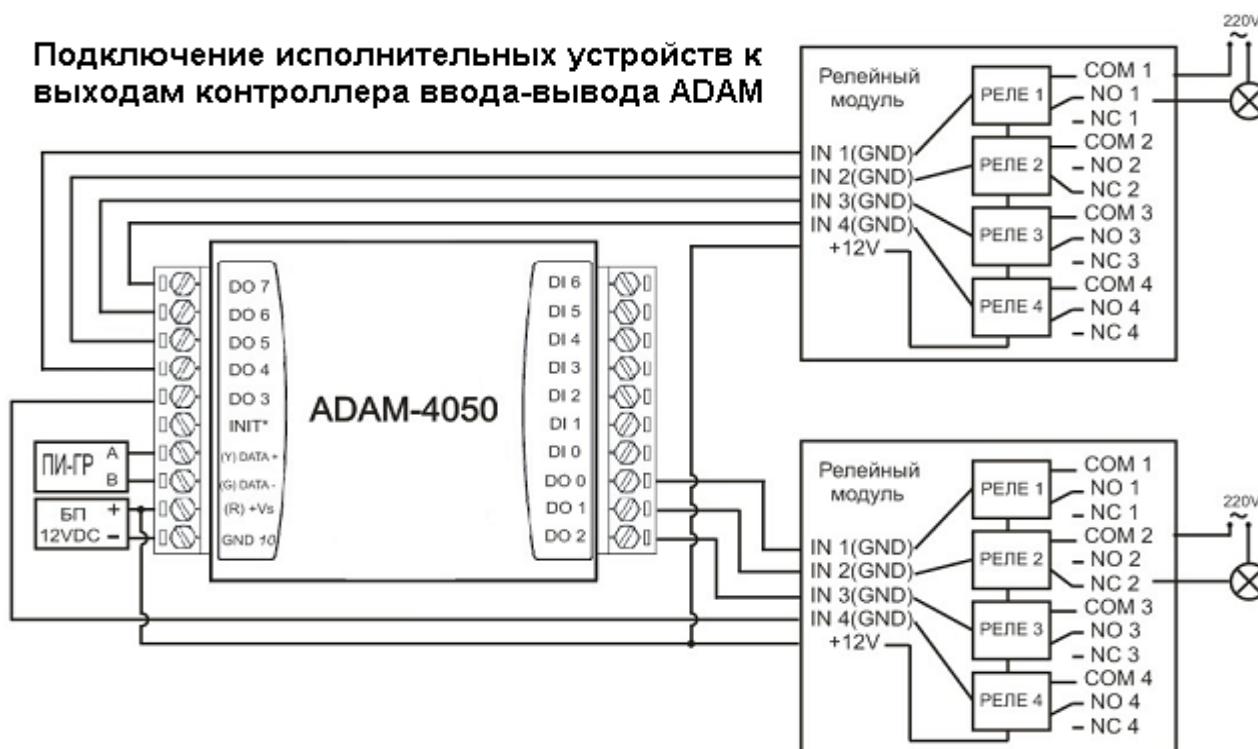 Подключение исполнительных устройств к
выходам контроллера ввода-вывода ADAM
220V
~
Релейный
модуль
IN 1(GND)
IN 2(GND)
IN 3(GND)
IN 4(GND)
+12V
РЕЛЕ 1
РЕЛЕ 2
РЕЛЕ 3
РЕЛЕ 4
COM 1
NO 1
NC 1
COM 2
NO 2
NC 2
COM 3
NO 3
NC 3
COM 4
NO 4
NC 4
DO 7
DO 6
DO 5
DO 4
DO 3
INIT*
(Y) DATA +
(G) DATA -
(R) +Vs
GND 10
ADAM-4050
DI 6
DI 5
DI 4
DI 3
DI 2
DI 1
DI 0
DO 0
DO 1
DO 2
ПИ-ГР A
B
БП +
12VDC −
Релейный
модуль
IN 1(GND)
IN 2(GND)
IN 3(GND)
IN 4(GND)
+12V
РЕЛЕ 1
РЕЛЕ 2
РЕЛЕ 3
РЕЛЕ 4
COM 1
NO 1
NC 1
COM 2
NO 2
NC 2
COM 3
NO 3
NC 3
COM 4
NO 4
NC 4
220V
~